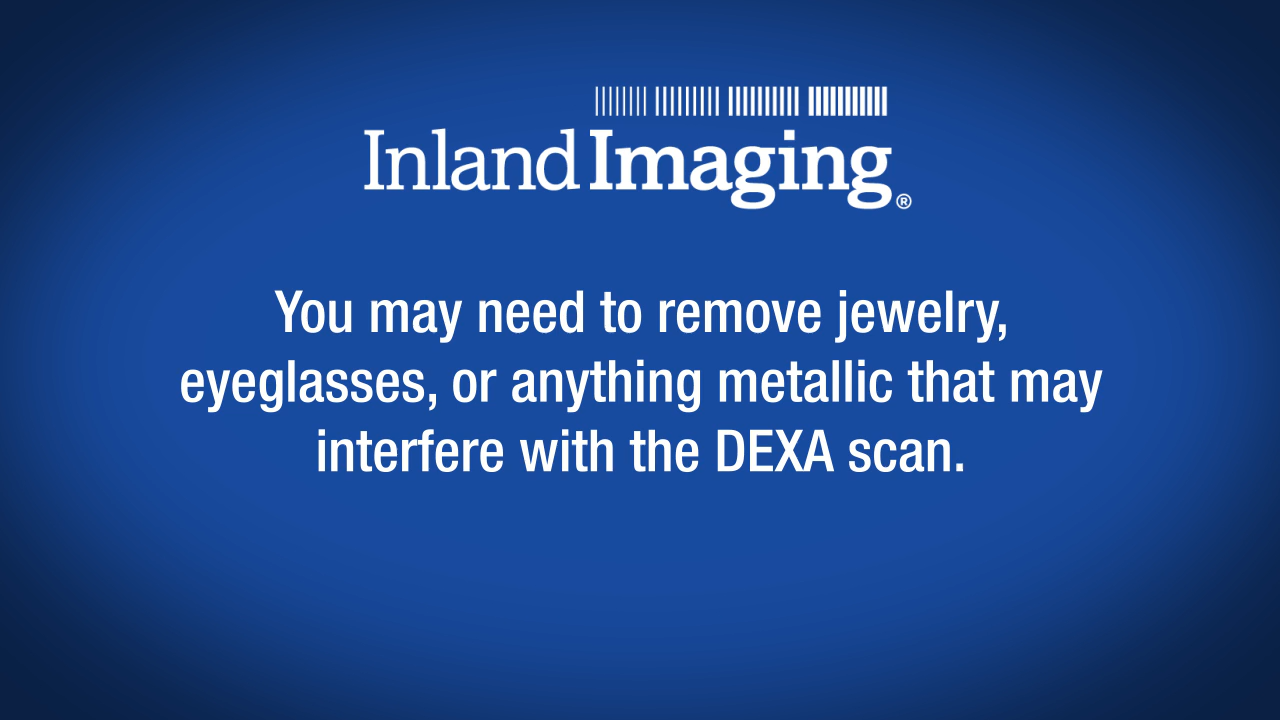 Inland Imaging®
You may need to remove jewelry,
eyeglasses, or anything metallic that may
interfere with the DEXA scan.